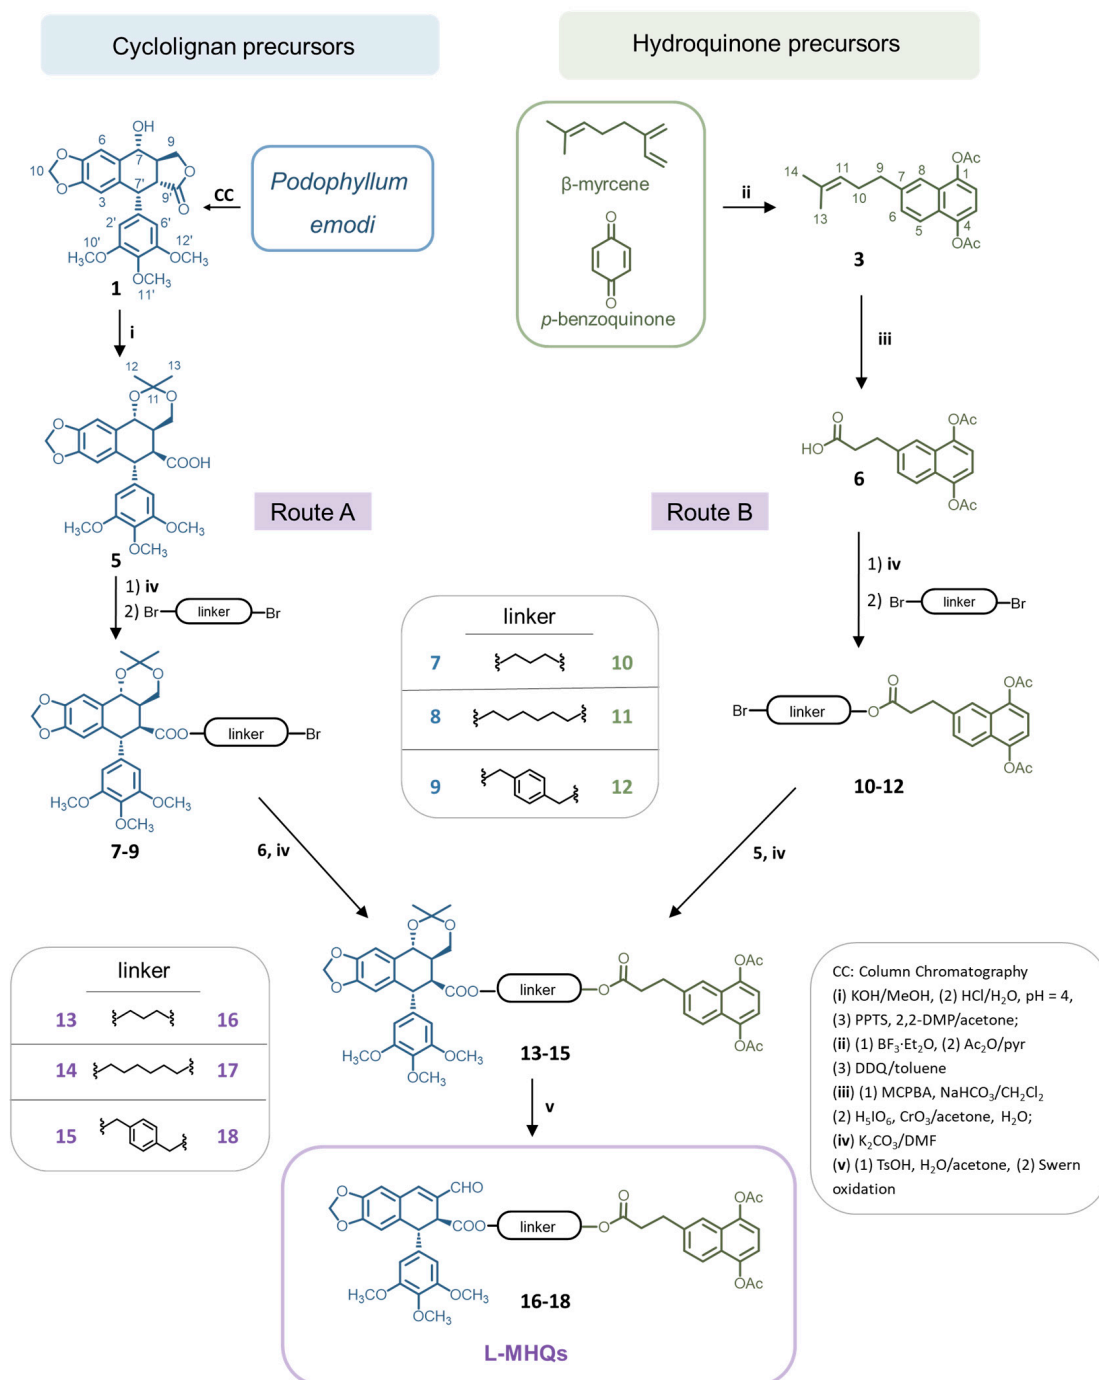 Cyclolignan precursors
Hydroquinone precursors
OH
6
7
9
10
O
O
O
O
3
7'
9'
2'
6'
10'
12'
H₃CO
OCH₃
OCH₃
11'
1
CC
Podophyllum
emodi
β-myrcene
O
O
p-benzoquinone
ii
OAc
14
11
9
8
1
7
10
13
6
5
4
OAc
3
i
iii
12
13
11
O
O
O
O
COOH
H₃CO
OCH₃
OCH₃
5
Route A
O
HO
OAc
OAc
6
Route B
1) iv
2) Br
linker
Br
1) iv
2) Br
linker
Br
linker
7
10
8
11
9
12
O
O
O
O
COO
linker
Br
H₃CO
OCH₃
OCH₃
7-9
Br
linker
O
O
OAc
OAc
10-12
6, iv
5, iv
linker
13
16
14
17
15
18
O
O
O
O
COO
linker
O
O
OAc
OAc
H₃CO
OCH₃
OCH₃
13-15
v
CC: Column Chromatography
(i) KOH/MeOH, (2) HCl/H₂O, pH = 4,
(3) PPTS, 2,2-DMP/acetone;
(ii) (1) BF₃·Et₂O, (2) Ac₂O/pyr
(3) DDQ/toluene
(iii) (1) MCPBA, NaHCO₃/CH₂Cl₂
(2) H₅IO₆, CrO₃/acetone, H₂O;
(iv) K₂CO₃/DMF
(v) (1) TsOH, H₂O/acetone, (2) Swern
oxidation
O
O
CHO
COO
linker
O
O
OAc
OAc
H₃CO
OCH₃
OCH₃
16-18
L-MHQs